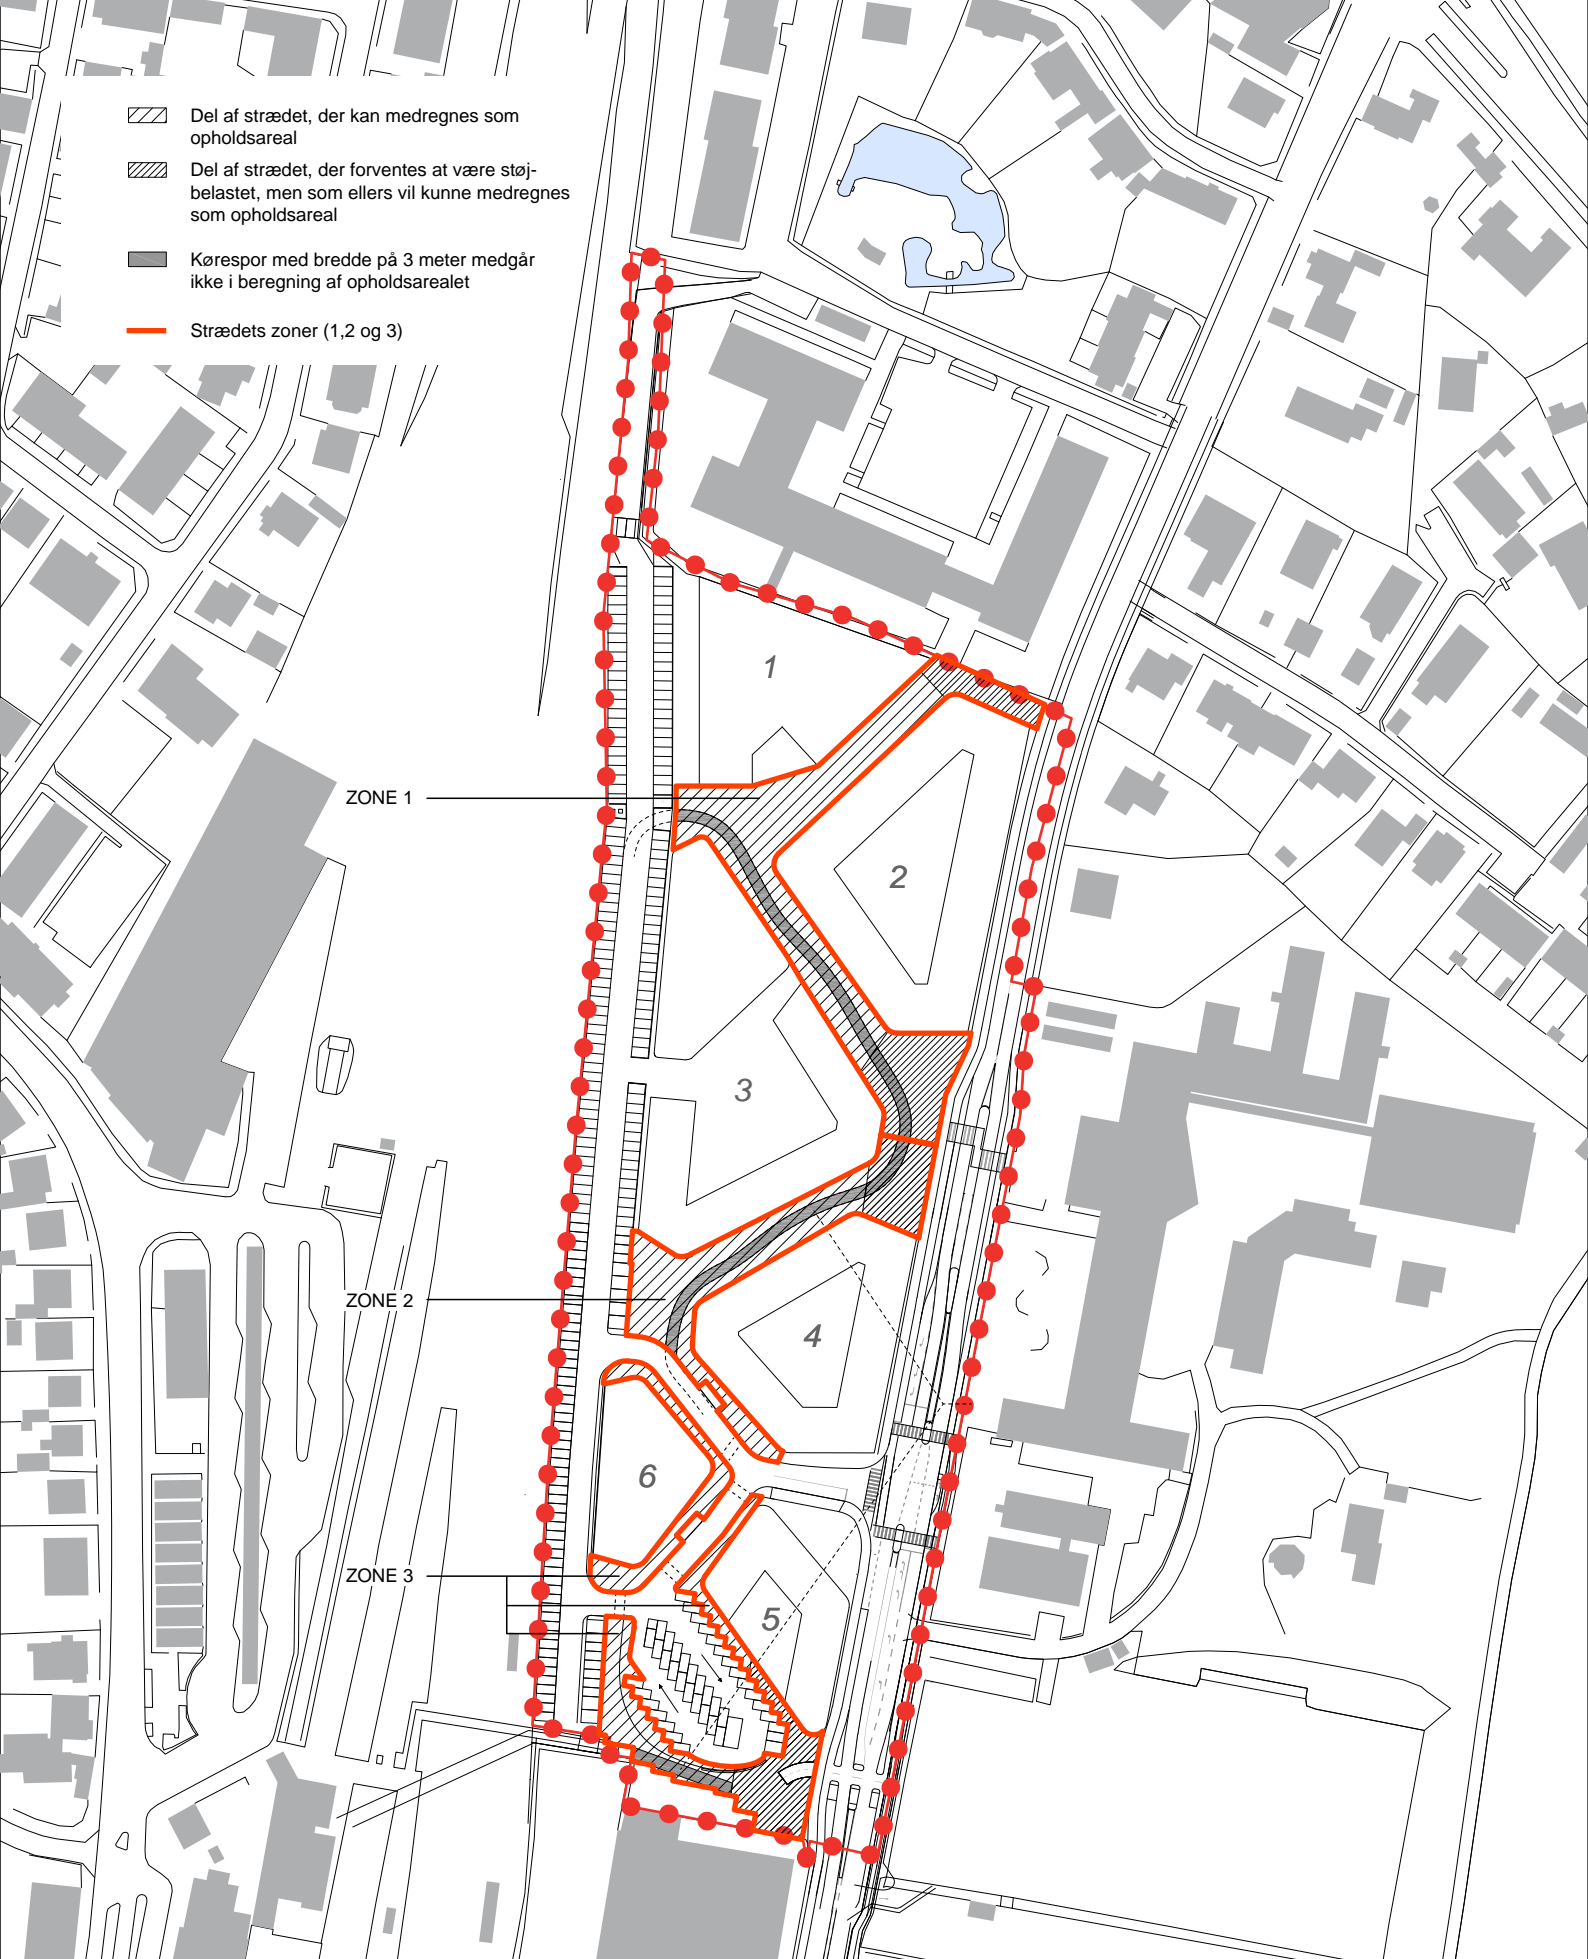 Del af strædet, der kan medregnes som
opholdsareal
Del af strædet, der forventes at være støj-
belastet, men som ellers vil kunne medregnes
som opholdsareal
Kørespor med bredde på 3 meter medgår
ikke i beregning af opholdsarealet
Strædets zoner (1,2 og 3)
1
ZONE 1
2
3
ZONE 2
4
6
ZONE 3
5